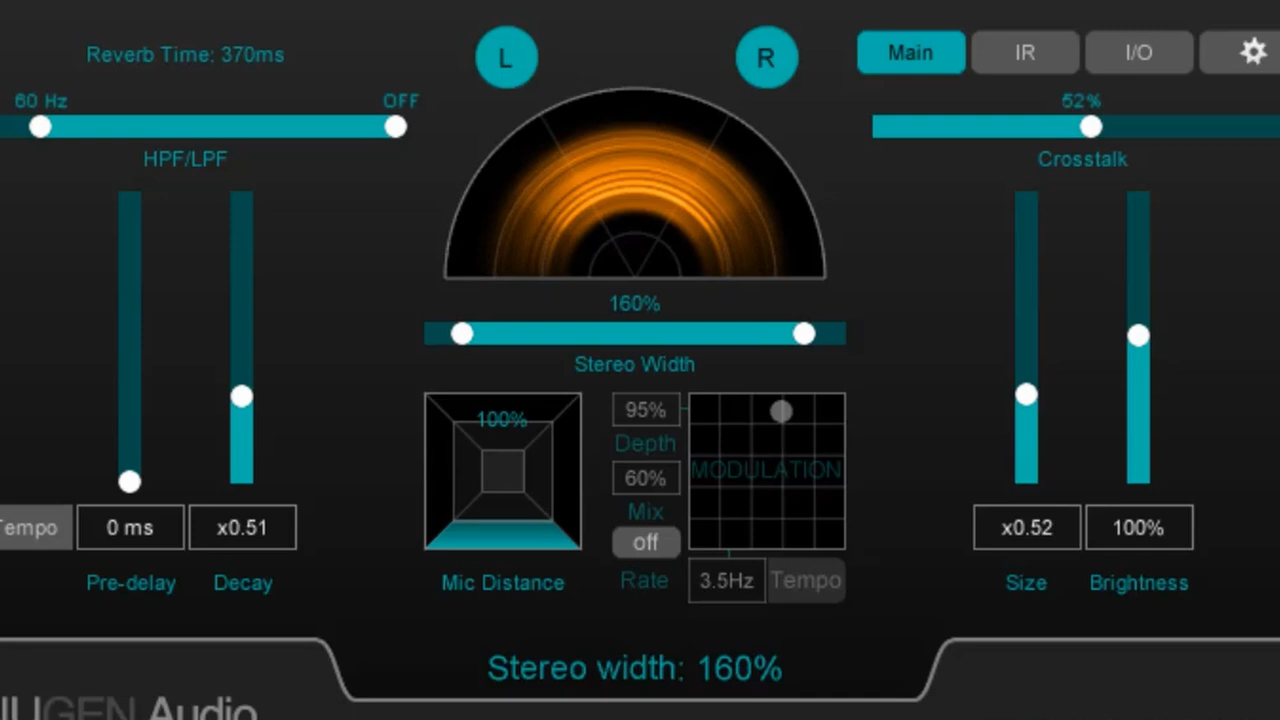 Reverb Time: 370ms
L
R
Main
IR
I/O
60 Hz
OFF
52%
HPF/LPF
Crosstalk
160%
Stereo Width
100%
95%
Depth
MODULATION
60%
Mix
off
Tempo
0 ms
x0.51
x0.52
100%
Pre-delay
Decay
Mic Distance
Rate
3.5Hz
Tempo
Size
Brightness
Stereo width: 160%
GEN Audio